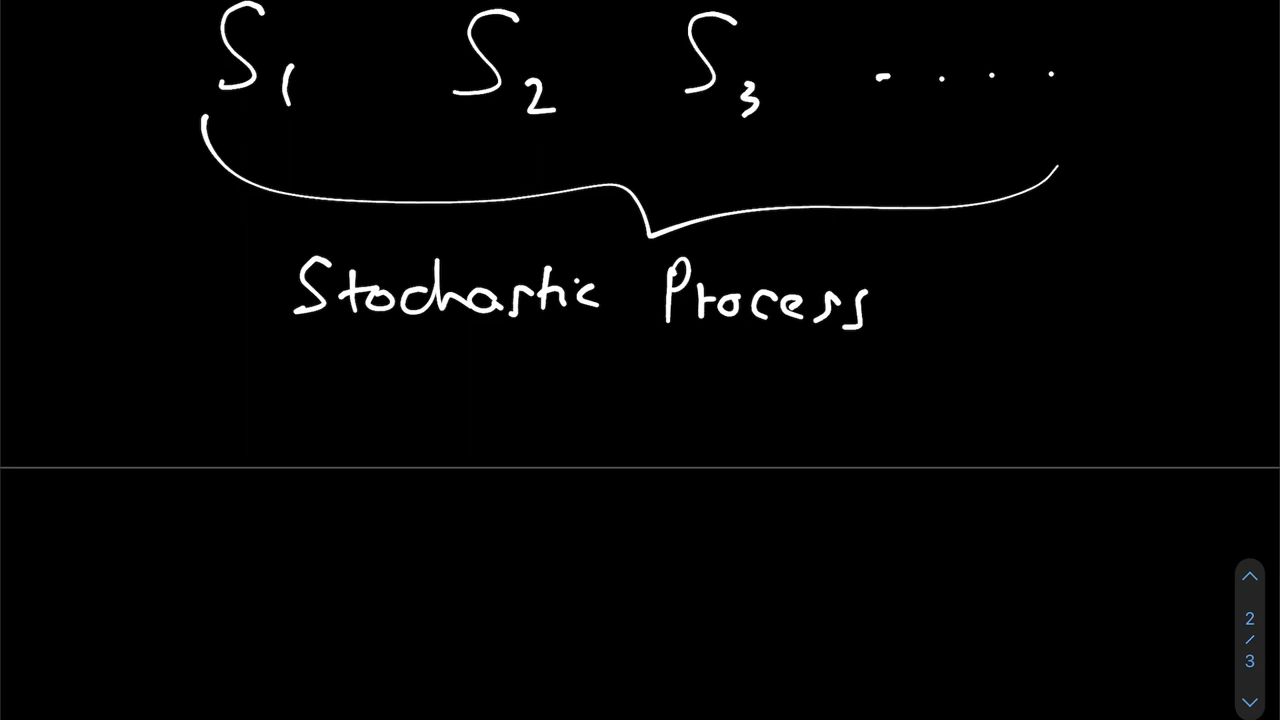 S₁ S₂ S₃ - . . . .
Stochastic Process
2
/
3